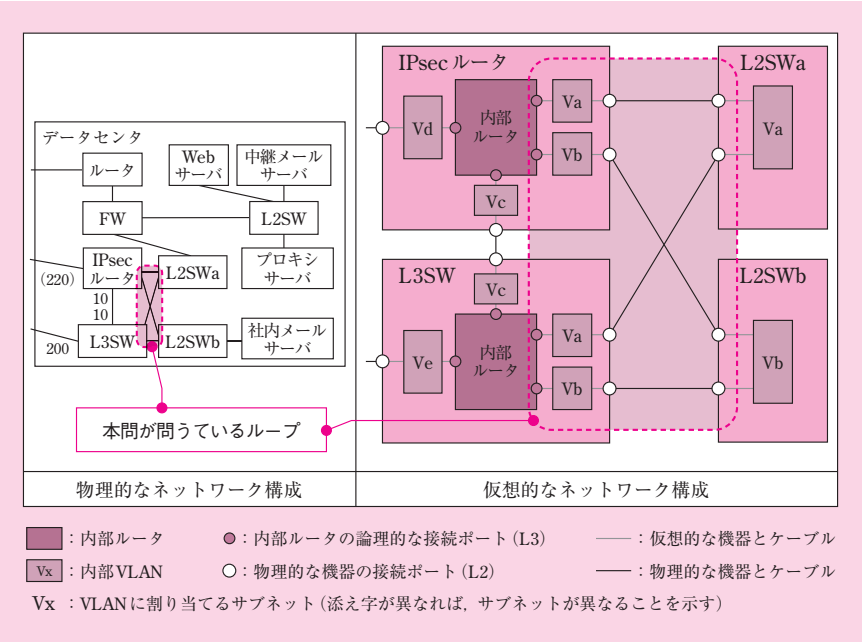 データセンタ
ルータ
Web
サーバ
中継メール
サーバ
FW
L2SW
IPsec
ルータ
L2SWa
プロキシ
サーバ
(220)
10
10
L3SW
L2SWb
社内メール
サーバ
200
本問が問うているループ
物理的なネットワーク構成
IPsecルータ
Vd
内部
ルータ
Va
Vb
Vc
L2SWa
Va
L3SW
Vc
Ve
内部
ルータ
Va
Vb
L2SWb
Vb
仮想的なネットワーク構成
：内部ルータ
：内部ルータの論理的な接続ポート(L3)
：仮想的な機器とケーブル
Vx ：内部VLAN
：物理的な機器の接続ポート(L2)
：物理的な機器とケーブル
Vx ：VLANに割り当てるサブネット(添え字が異なれば，サブネットが異なることを示す)